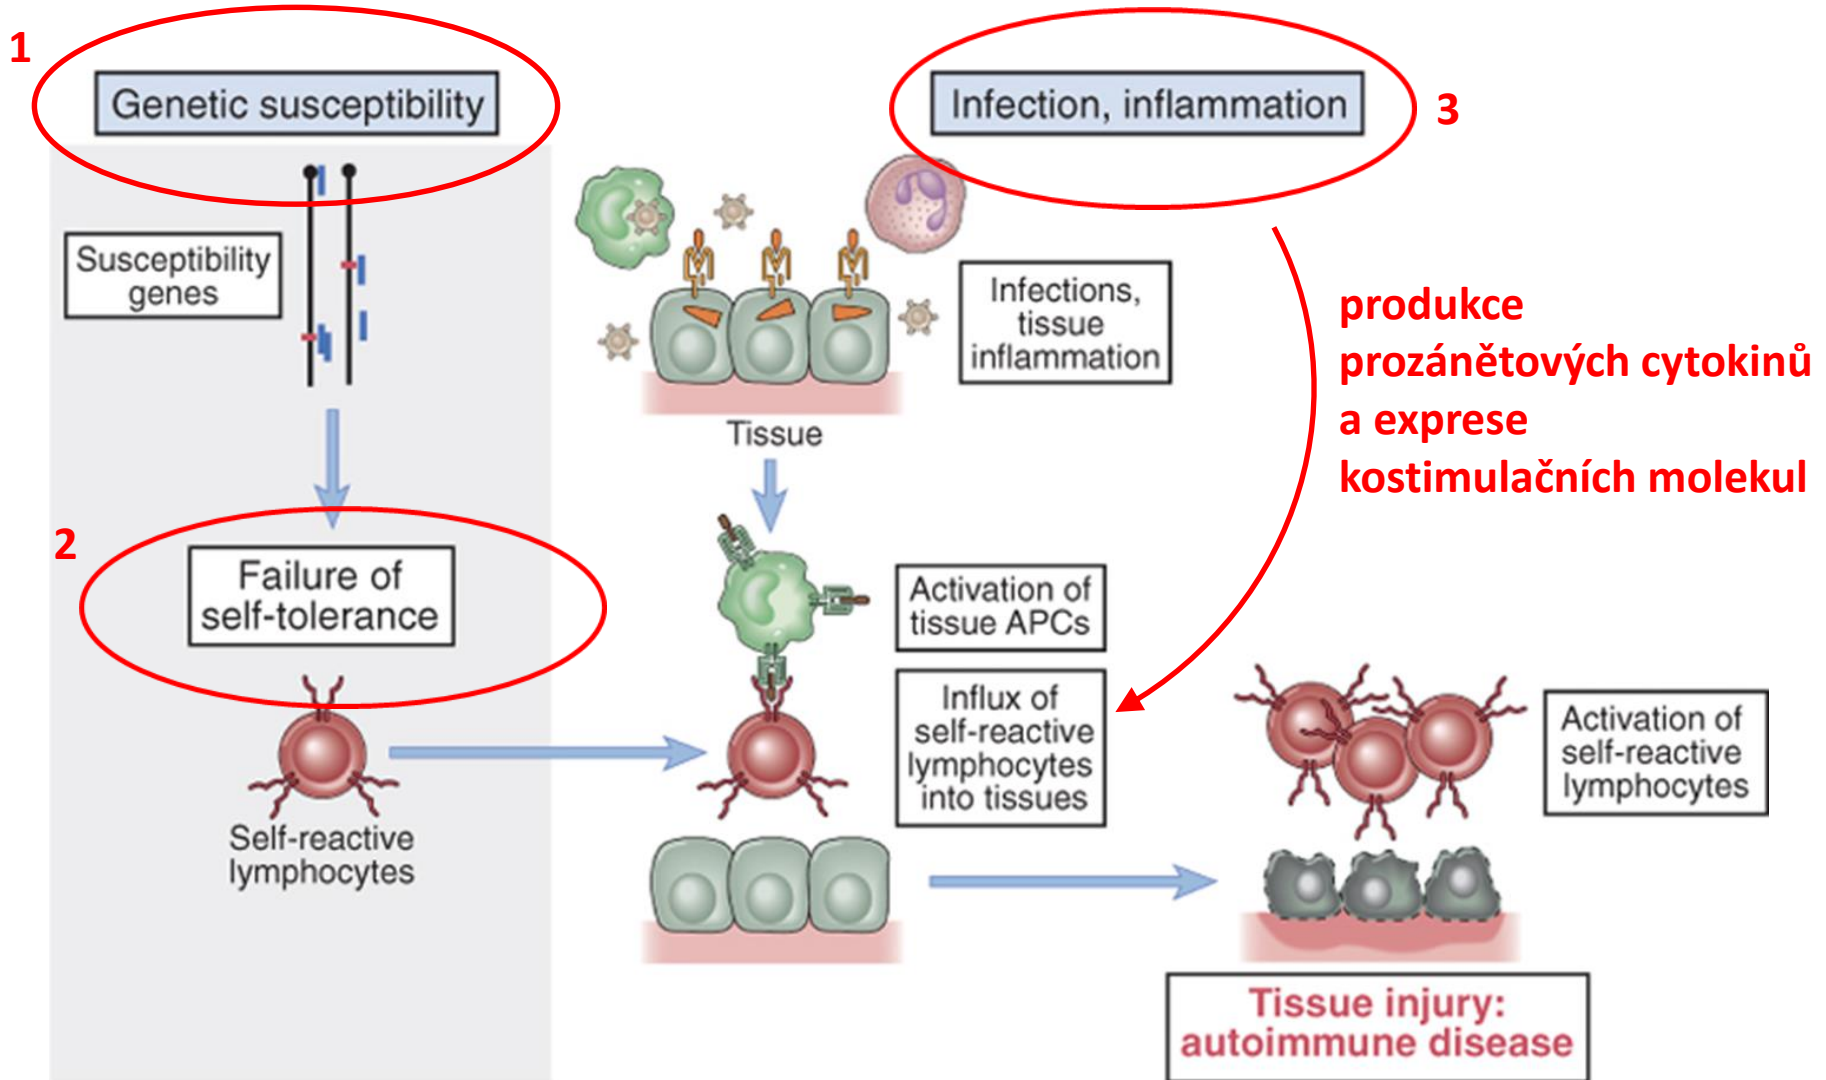 1
Genetic susceptibility
Susceptibility
genes
2
Failure of
self-tolerance
Self-reactive
lymphocytes
Infection, inflammation
3
Infections,
tissue
inflammation
Tissue
produkce
prozánětových cytokinů
a exprese
kostimulačních molekul
Activation of
tissue APCs
Influx of
self-reactive
lymphocytes
into tissues
Activation of
self-reactive
lymphocytes
Tissue injury:
autoimmune disease